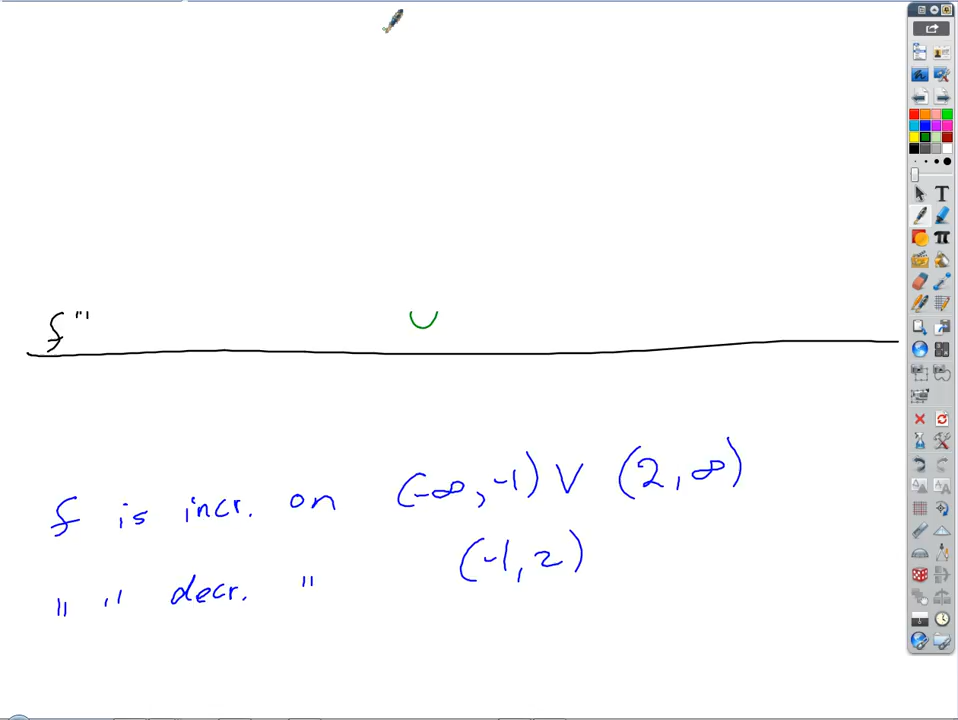 f "
f is incr. on (-∞, -1) ∨ (2, ∞)
" " decr. " (-1, 2)